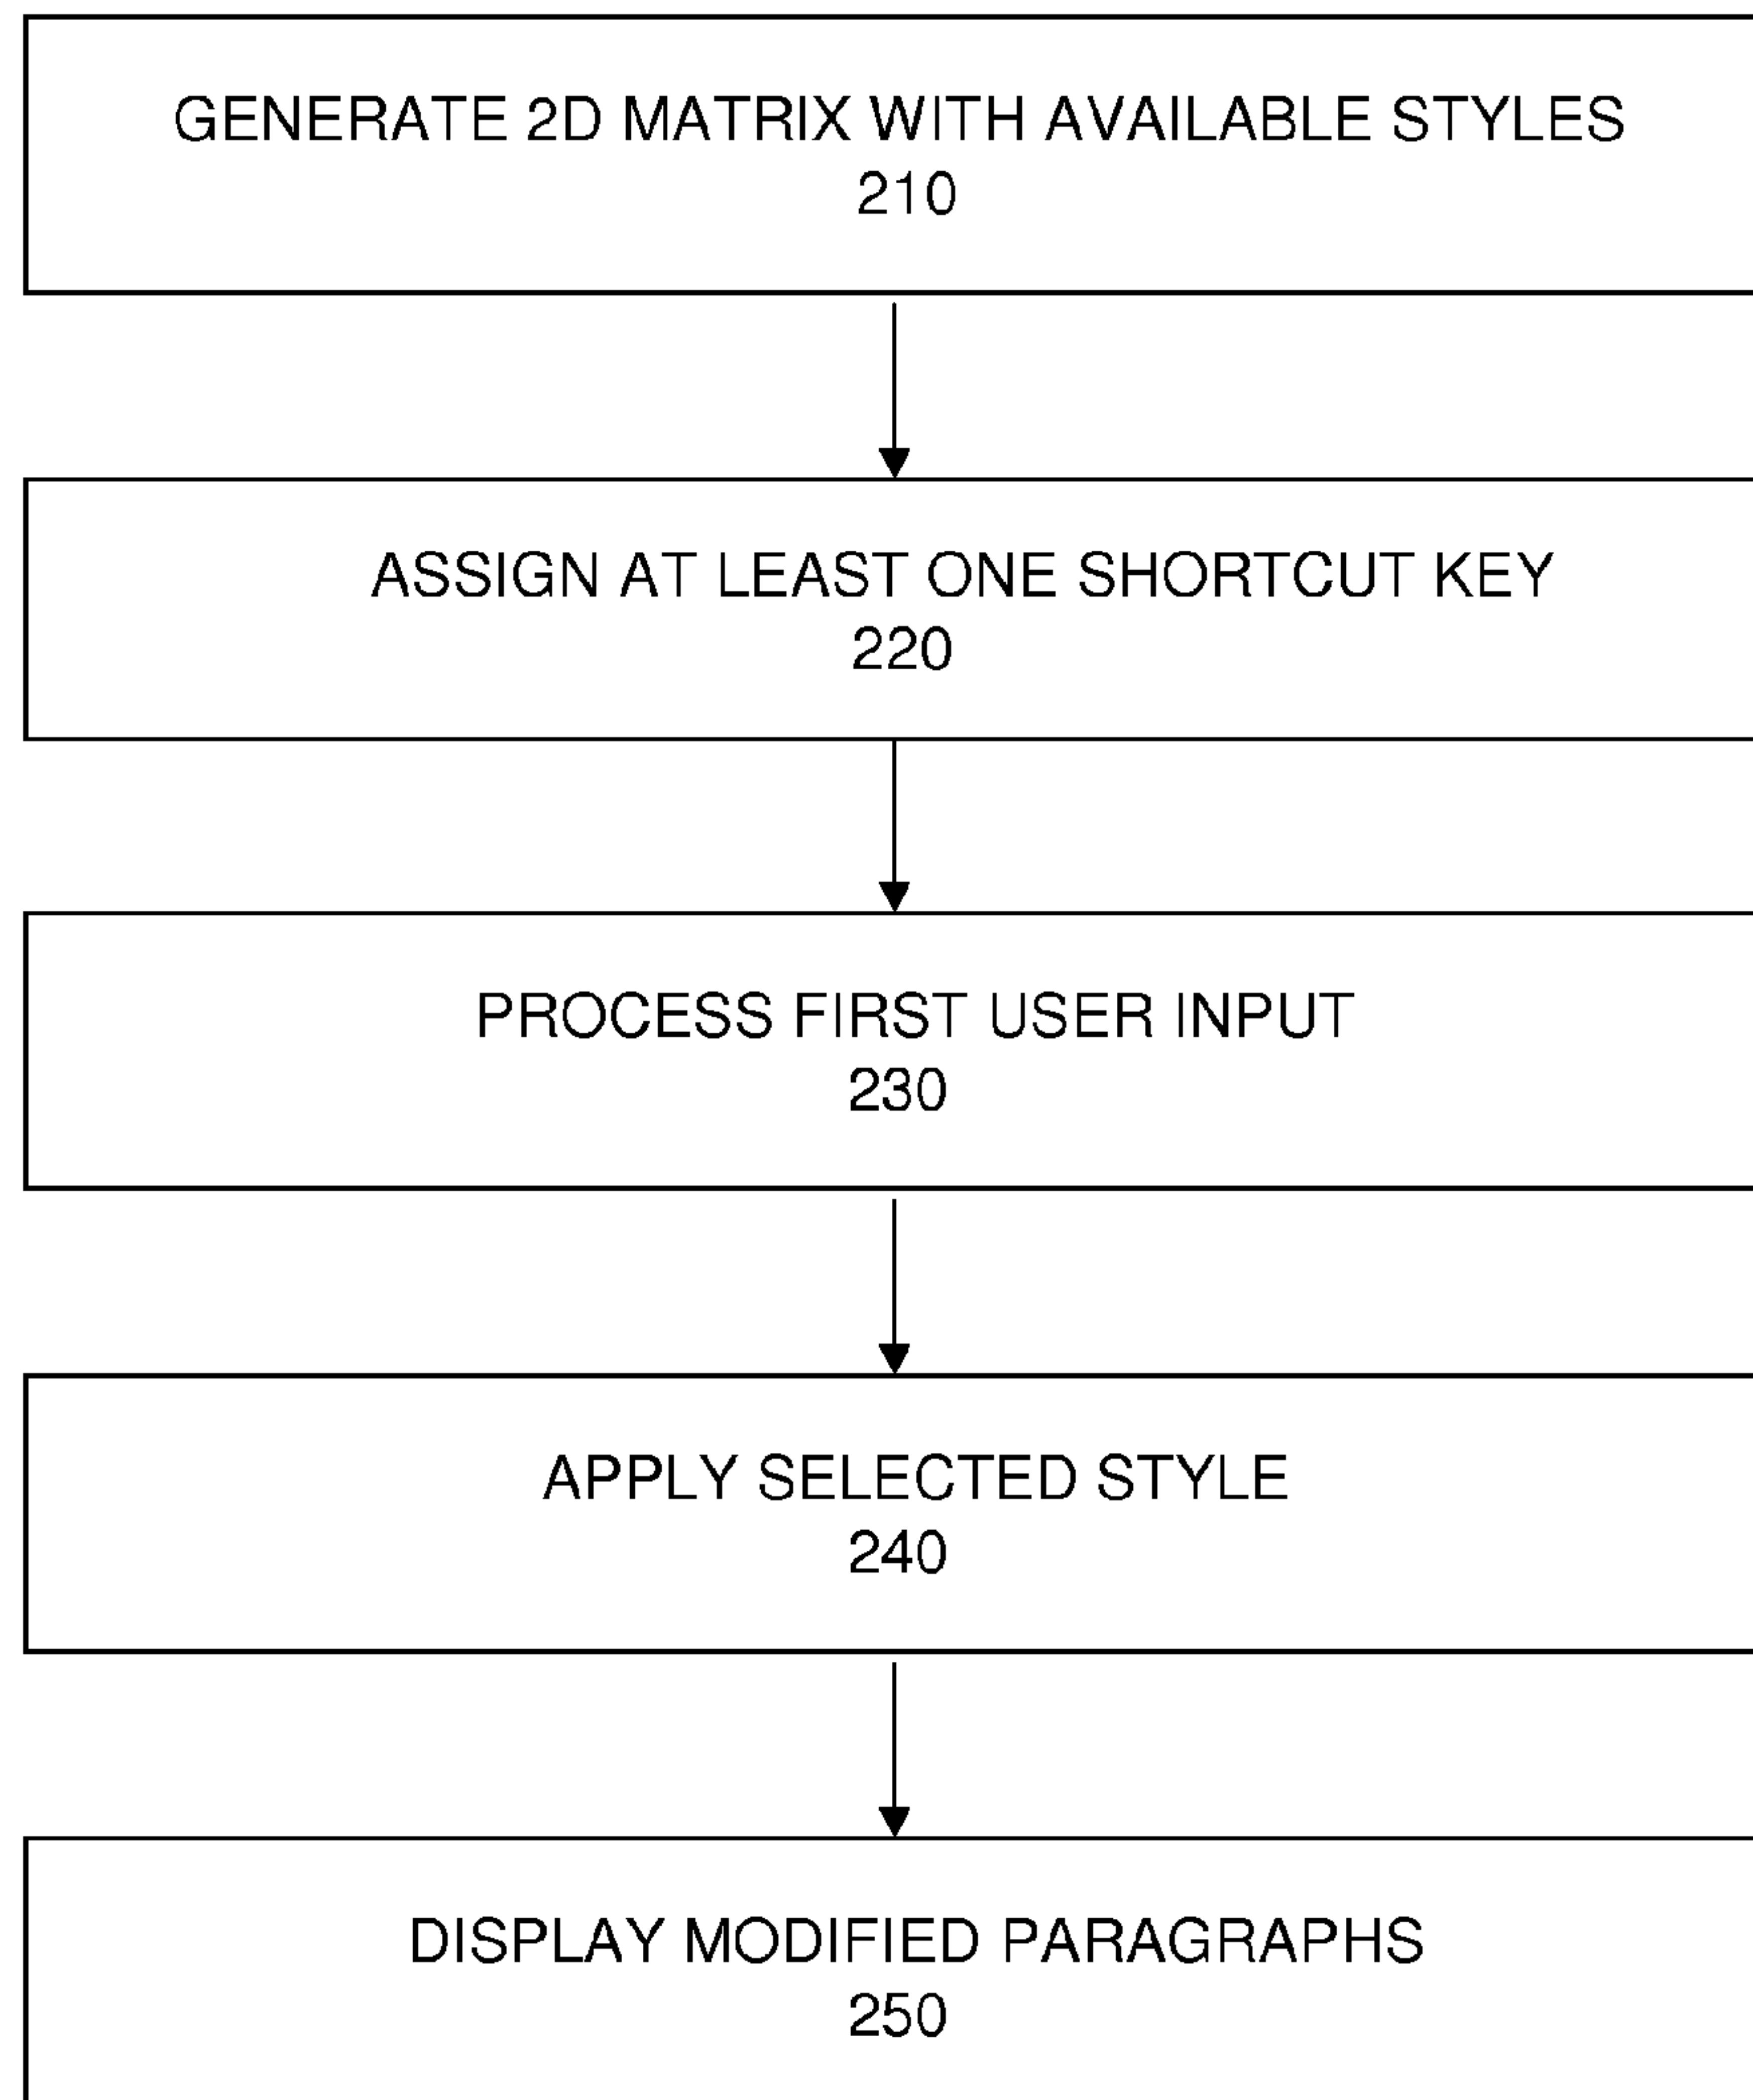 GENERATE 2D MATRIX WITH AVAILABLE STYLES
210
ASSIGN AT LEAST ONE SHORTCUT KEY
220
PROCESS FIRST USER INPUT
230
APPLY SELECTED STYLE
240
DISPLAY MODIFIED PARAGRAPHS
250